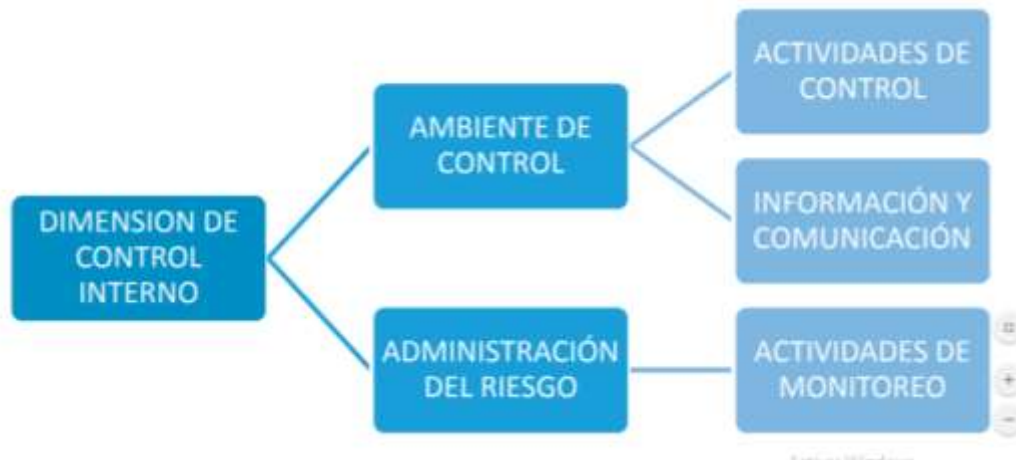 ACTIVIDADES DE
CONTROL
AMBIENTE DE
CONTROL
INFORMACIÓN Y
COMUNICACIÓN
DIMENSION DE
CONTROL
INTERNO
ADMINISTRACIÓN
DEL RIESGO
ACTIVIDADES DE
MONITOREO